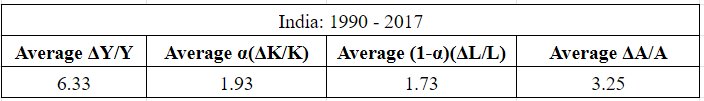 India: 1990 - 2017
Average ΔY/Y Average α(ΔK/K) Average (1-α)(ΔL/L) Average ΔA/A
6.33 1.93 1.73 3.25